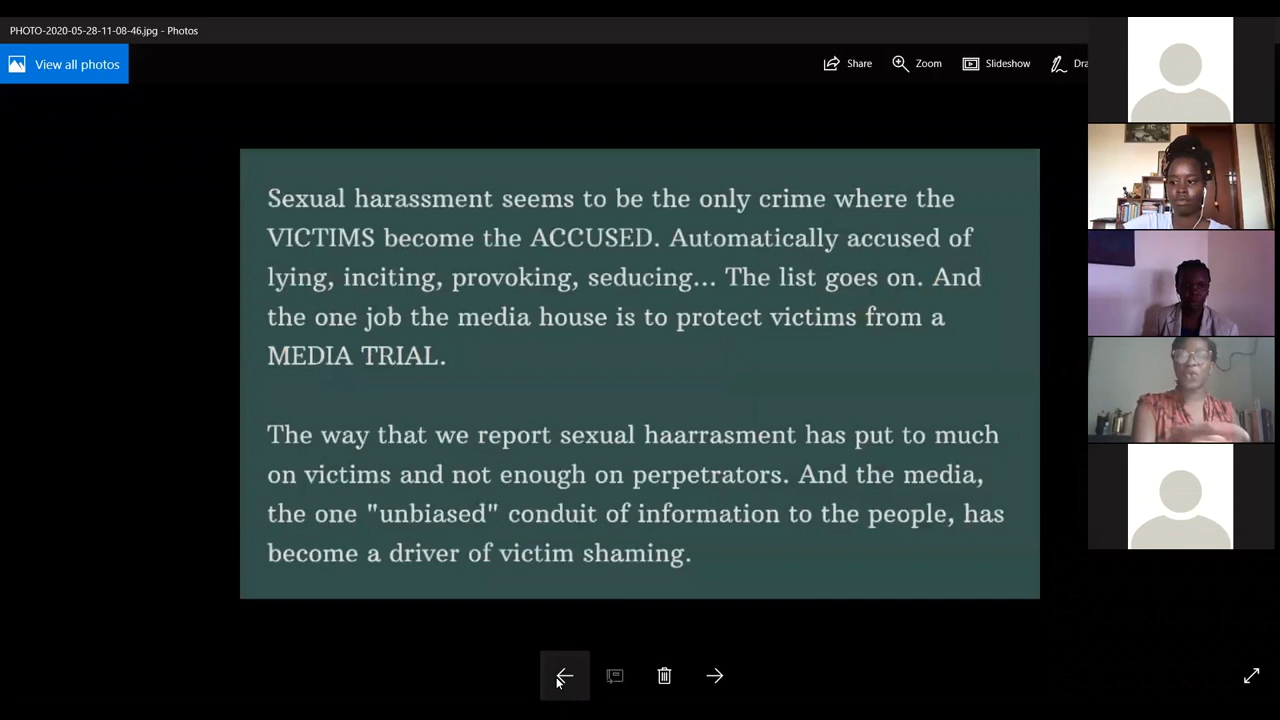 PHOTO-2020-05-28-11-08-46.jpg - Photos
View all photos
Share
Zoom
Slideshow
Dra
Sexual harassment seems to be the only crime where the
VICTIMS become the ACCUSED. Automatically accused of
lying, inciting, provoking, seducing... The list goes on. And
the one job the media house is to protect victims from a
MEDIA TRIAL.
The way that we report sexual haarrasment has put to much
on victims and not enough on perpetrators. And the media,
the one "unbiased" conduit of information to the people, has
become a driver of victim shaming.